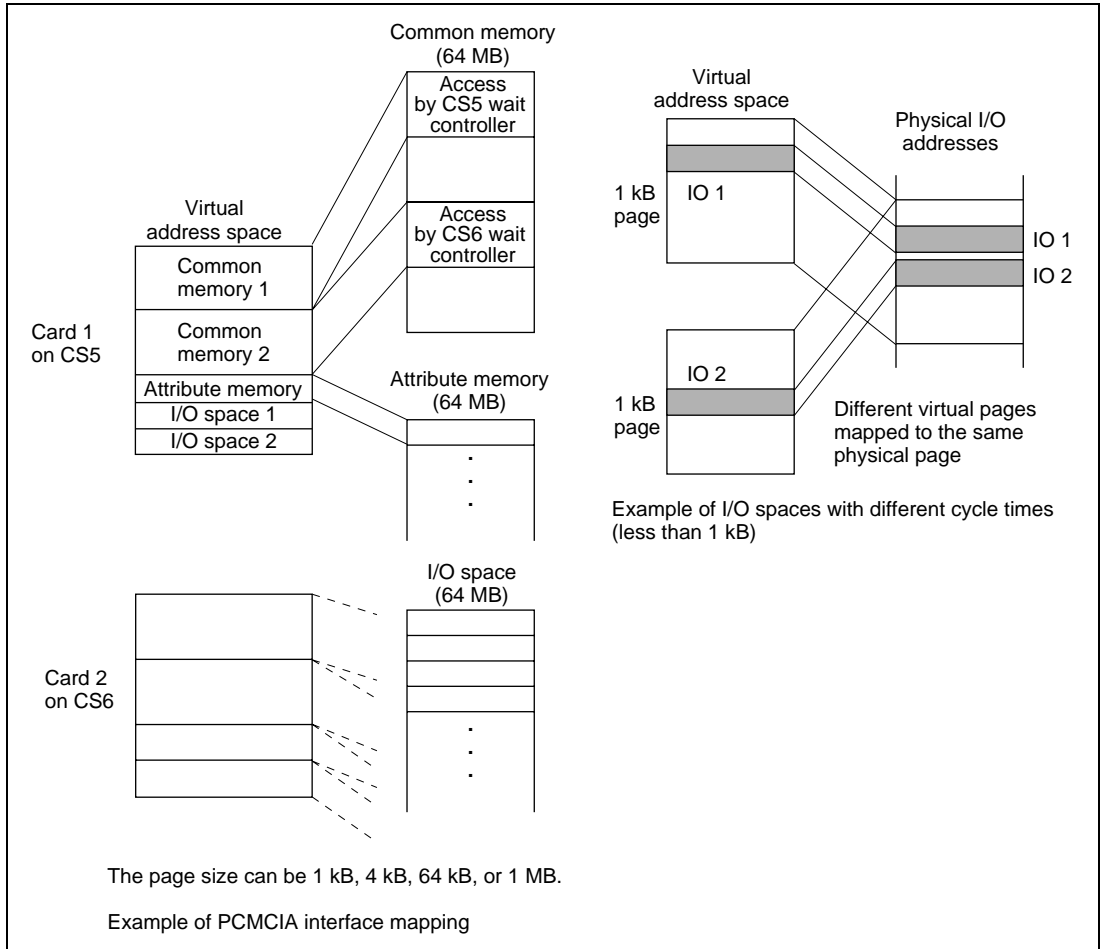 Common memory
(64 MB)
Access
by CS5 wait
controller
Access
by CS6 wait
controller
Virtual
address space
Common
memory 1
Common
memory 2
Attribute memory
I/O space 1
I/O space 2
Card 1
on CS5
Attribute memory
(64 MB)
I/O space
(64 MB)
Card 2
on CS6
Virtual
address space
Physical I/O
addresses
1 kB
page
IO 1
IO 1
IO 2
IO 2
1 kB
page
Different virtual pages
mapped to the same
physical page
Example of I/O spaces with different cycle times
(less than 1 kB)
The page size can be 1 kB, 4 kB, 64 kB, or 1 MB.
Example of PCMCIA interface mapping